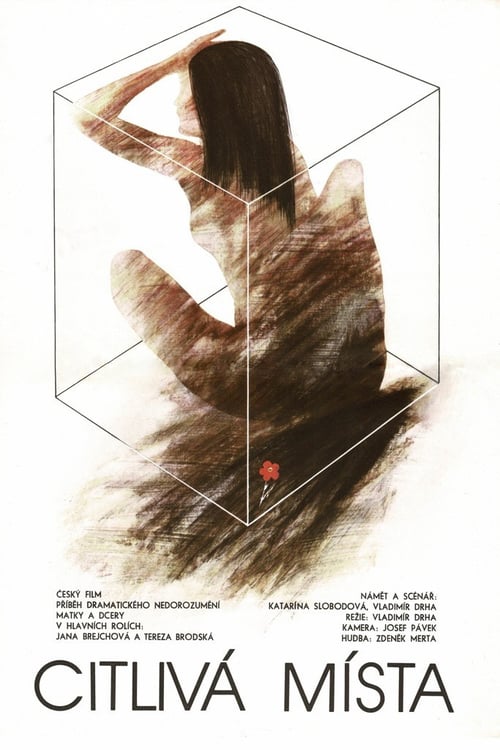 ČESKÝ FILM
PŘÍBĚH DRAMATICKÉHO NEDOROZUMĚNÍ
MATKY A DCERY
V HLAVNÍCH ROLÍCH:
JANA BREJCHOVÁ A TEREZA BRODSKÁ
NÁMĚT A SCÉNÁŘ:
KATARÍNA SLOBODOVÁ, VLADIMÍR DRHA
REŽIE: VLADIMÍR DRHA
KAMERA: JOSEF PÁVEK
HUDBA: ZDENĚK MERTA
CITLIVÁ MÍSTA